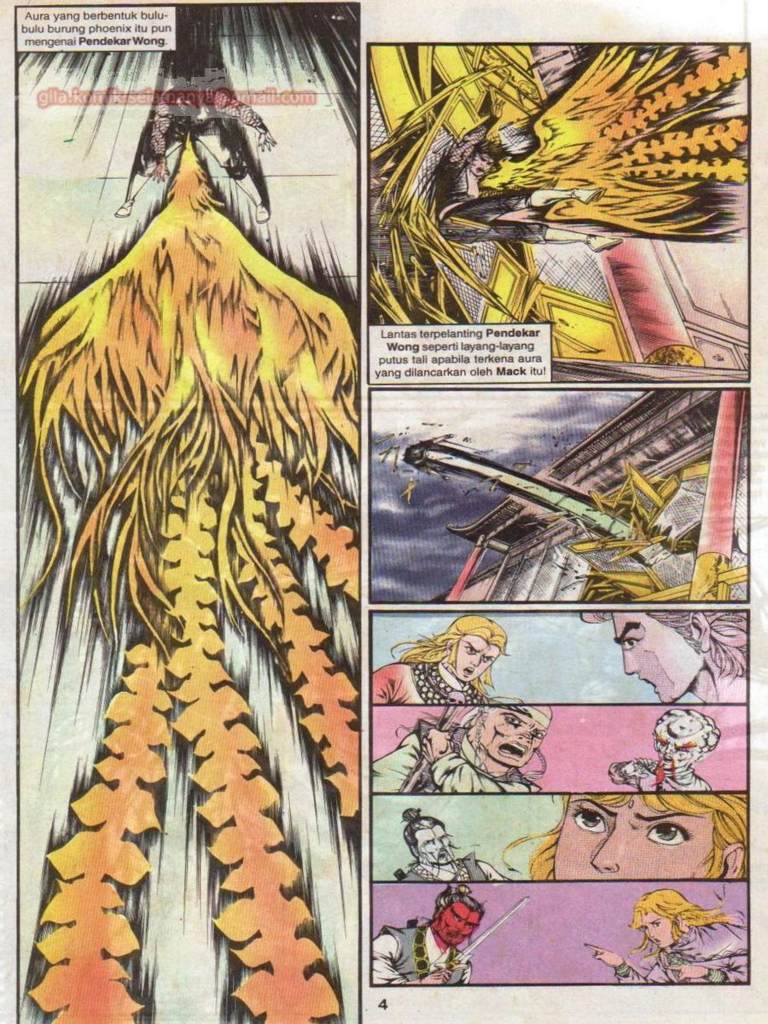 Aura yang berbentuk bulu-
bulu burung phoenix itu pun
mengenai Pendekar Wong.
Lantas terpelanting Pendekar
Wong seperti layang-layang
putus tali apabila terkena aura
yang dilancarkan oleh Mack itu!
4